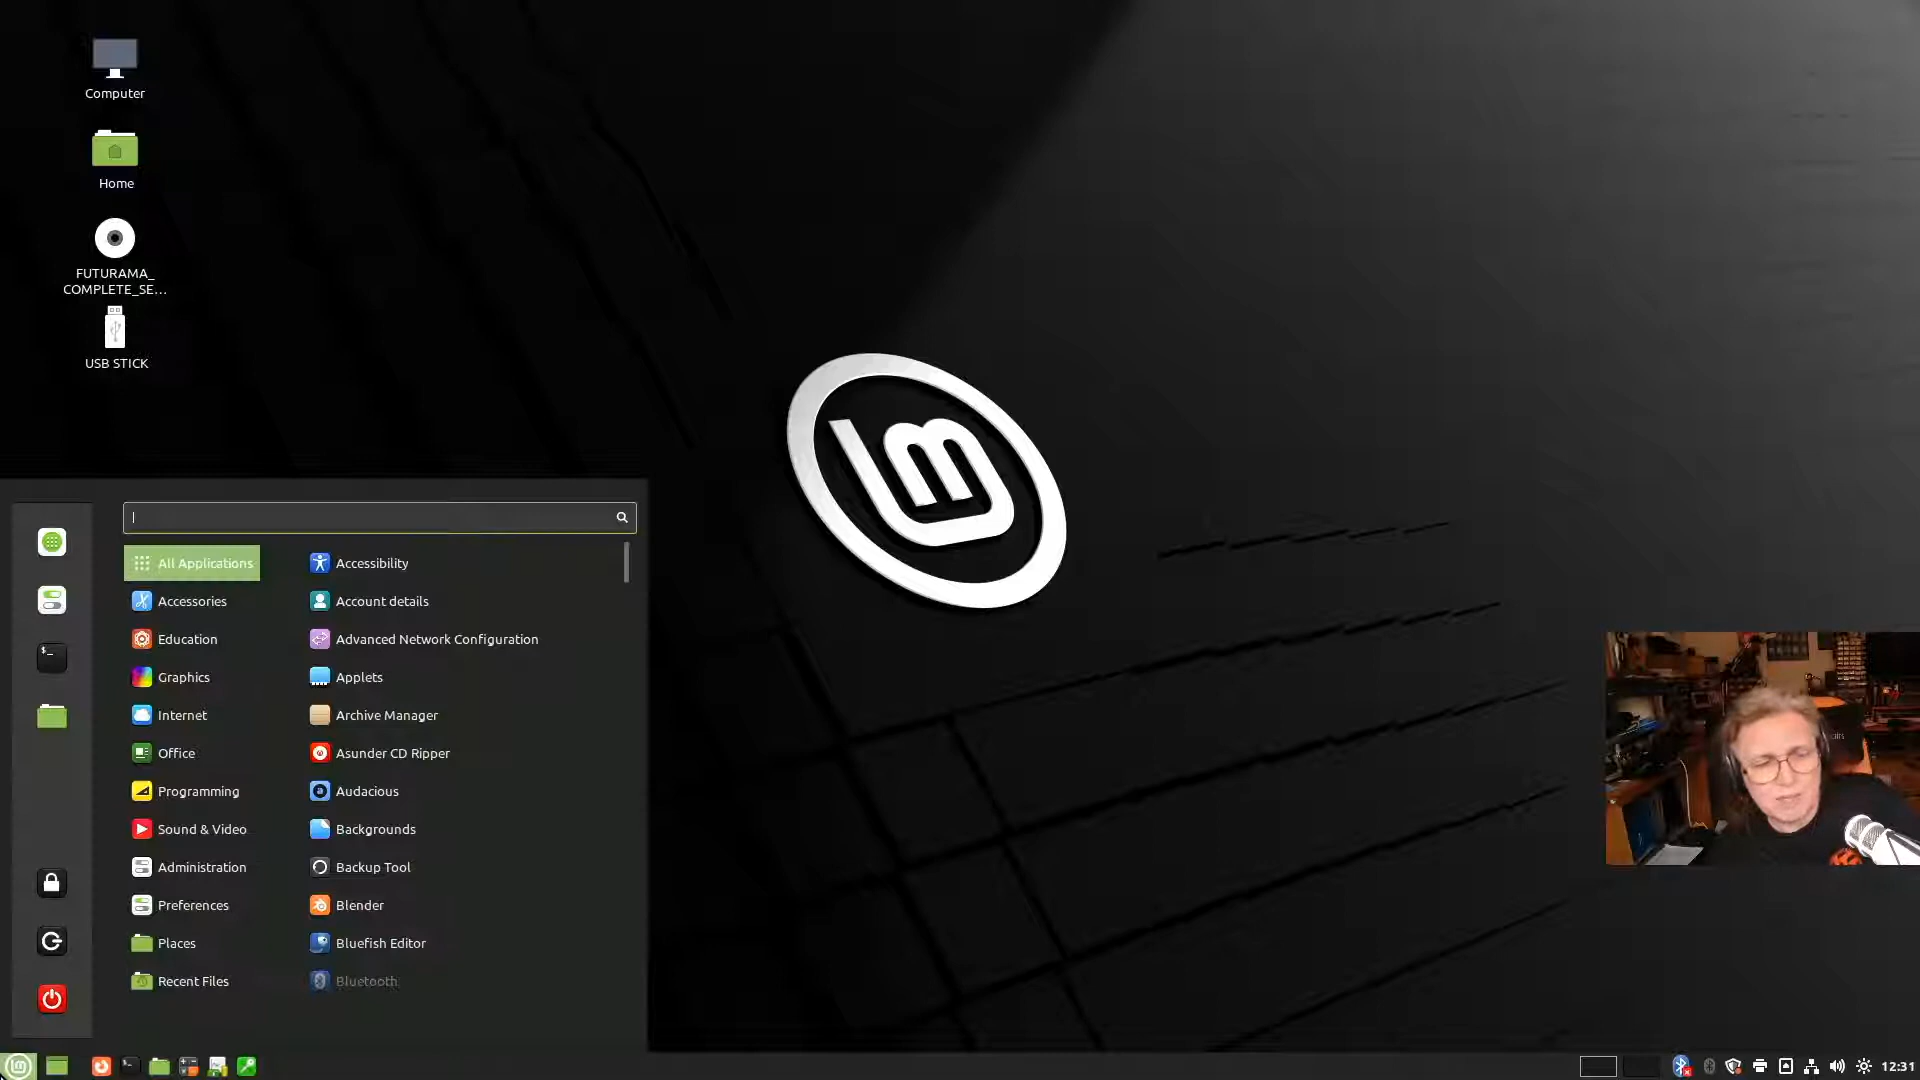 Computer
Home
FUTURAMA_
COMPLETE_SE...
USB STICK
All Applications
Accessories
Education
Graphics
Internet
Office
Programming
Sound & Video
Administration
Preferences
Places
Recent Files
Accessibility
Account details
Advanced Network Configuration
Applets
Archive Manager
Asunder CD Ripper
Audacious
Backgrounds
Backup Tool
Blender
Bluefish Editor
Bluetooth
12:31